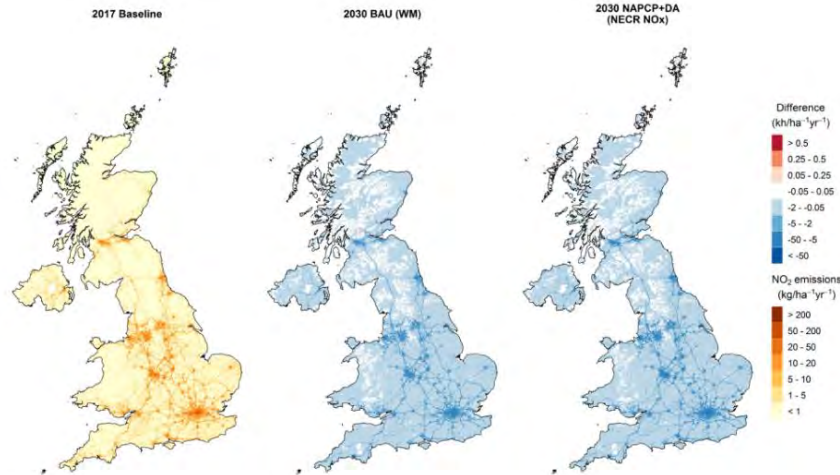 2017 Baseline
2030 BAU (WM)
2030 NAPCP+DA
(NECR NOx)
Difference
(kh/ha⁻¹yr⁻¹)
> 0.5
0.25 - 0.5
0.05 - 0.25
-0.05 - 0.05
-2 - -0.05
-5 - -2
-50 - -5
< -50
NO₂ emissions
(kg/ha⁻¹yr⁻¹)
> 200
50 - 200
20 - 50
10 - 20
5 - 10
1 - 5
< 1